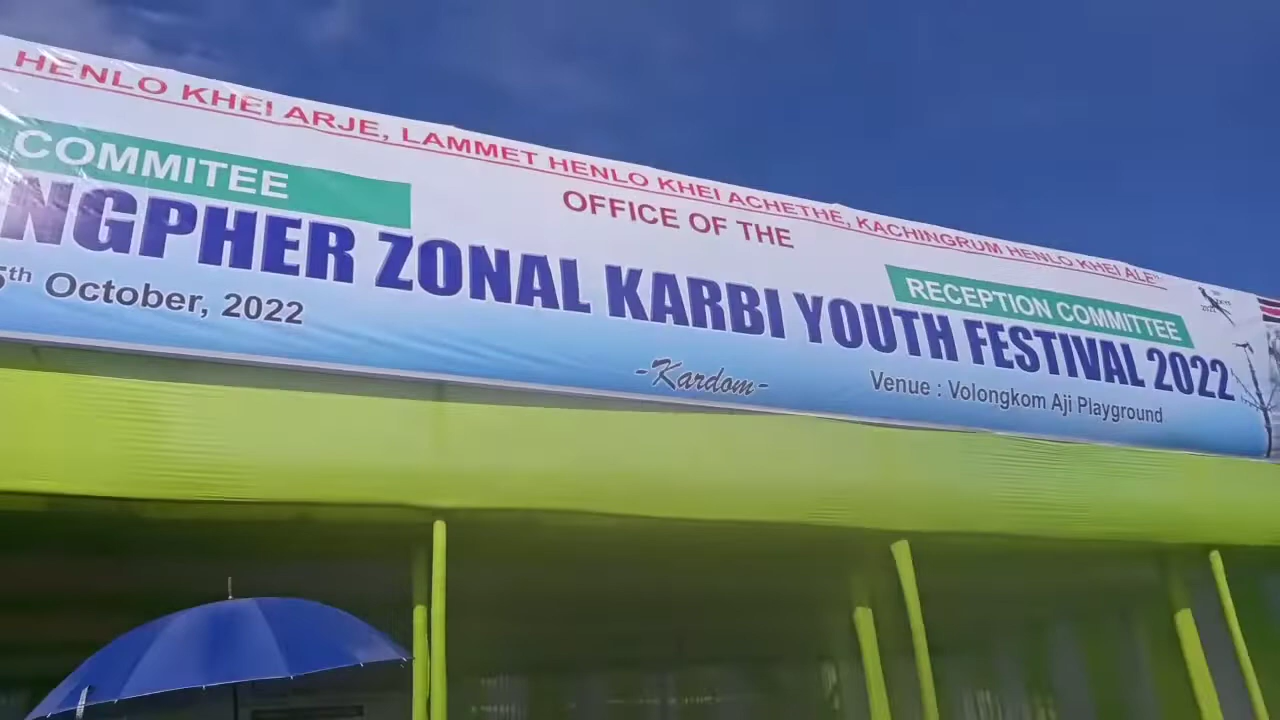 HENLO KHEI ARJE, LAMMET HENLO KHEI ACHETHE, KACHINGRUM HENLO KHEI ALE"
OFFICE OF THE
COMMITEE
RECEPTION COMMITTEE
NGPHER ZONAL KARBI YOUTH FESTIVAL 2022
5th October, 2022
-Kardom-
Venue : Volongkom Aji Playground